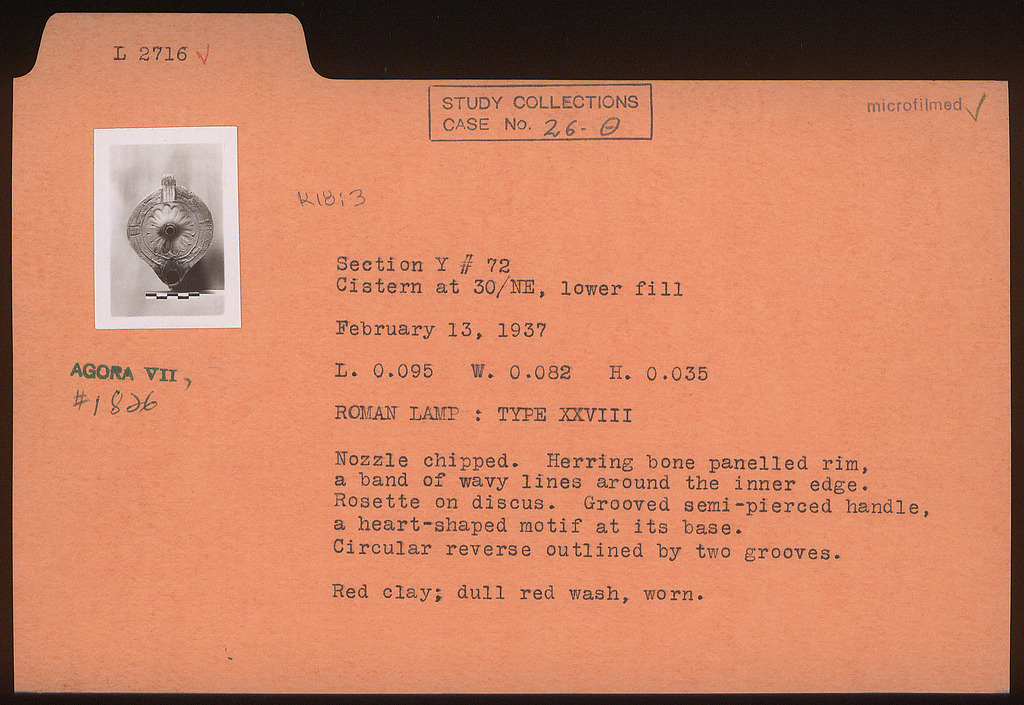 L 2716 ✓
STUDY COLLECTIONS
CASE No. 26-Θ
microfilmed ✓
K18:3
Section Y # 72
Cistern at 30/NE, lower fill
February 13, 1937
AGORA VII,
#1826
L. 0.095 W. 0.082 H. 0.035
ROMAN LAMP : TYPE XXVIII
Nozzle chipped. Herring bone panelled rim,
a band of wavy lines around the inner edge.
Rosette on discus. Grooved semi-pierced handle,
a heart-shaped motif at its base.
Circular reverse outlined by two grooves.
Red clay; dull red wash, worn.